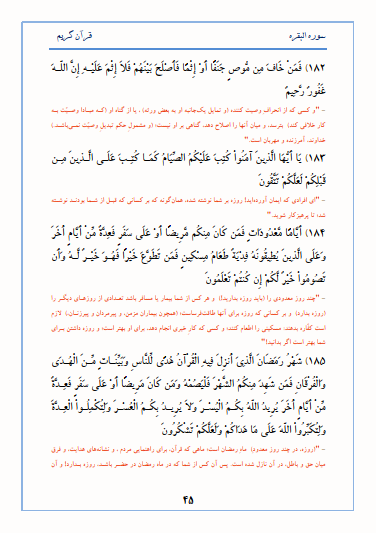 سوره البقره
قرآن کریم
۱۸۲) فَمَنْ خَافَ مِن مُّوصٍ جَنَفًا أَوْ إِثْمًا فَأَصْلَحَ بَيْنَهُمْ فَلاَ إِثْمَ عَلَيْهِ إِنَّ اللّهَ
غَفُورٌ رَّحِيمٌ
- "و کسی که از انحراف وصیت کننده (و تمایل یک‌جانبه او به بعض ورثه)، یا از گناه او (که مبادا وصیّت به
کار خلافی کند) بترسد، و میان آنها را اصلاح دهد، گناهی بر او نیست؛ (و مشمول حکم تبدیل وصیّت نمی‌باشد.)
خداوند، آمرزنده و مهربان است."
۱۸۳) يَا أَيُّهَا الَّذِينَ آمَنُواْ كُتِبَ عَلَيْكُمُ الصِّيَامُ كَمَا كُتِبَ عَلَى الَّذِينَ مِن
قَبْلِكُمْ لَعَلَّكُمْ تَتَّقُونَ
- "ای افرادی که ایمان آورده‌اید! روزه بر شما نوشته شده، همان‌گونه که بر کسانی که قبل از شما بودند نوشته
شد؛ تا پرهیزکار شوید."
۱۸۴) أَيَّامًا مَّعْدُودَاتٍ فَمَن كَانَ مِنكُم مَّرِيضًا أَوْ عَلَى سَفَرٍ فَعِدَّةٌ مِّنْ أَيَّامٍ أُخَرَ
وَعَلَى الَّذِينَ يُطِيقُونَهُ فِدْيَةٌ طَعَامُ مِسْكِينٍ فَمَن تَطَوَّعَ خَيْرًا فَهُوَ خَيْرٌ لَّهُ وَأَن
تَصُومُواْ خَيْرٌ لَّكُمْ إِن كُنتُمْ تَعْلَمُونَ
- "چند روز معدودی را (باید روزه بدارید!) و هر کس از شما بیمار یا مسافر باشد تعدادی از روزهای دیگر را
(روزه بدارد) و بر کسانی که روزه برای آنها طاقت‌فرساست؛ (همچون بیماران مزمن، و پیرمردان و پیرزنان،) لازم
است کفّاره بدهند: مسکینی را اطعام کنند؛ و کسی که کار خیری انجام دهد، برای او بهتر است؛ و روزه داشتن برای
شما بهتر است اگر بدانید!"
۱۸۵) شَهْرُ رَمَضَانَ الَّذِيَ أُنزِلَ فِيهِ الْقُرْآنُ هُدًى لِّلنَّاسِ وَبَيِّنَاتٍ مِّنَ الْهُدَى
وَالْفُرْقَانِ فَمَن شَهِدَ مِنكُمُ الشَّهْرَ فَلْيَصُمْهُ وَمَن كَانَ مَرِيضًا أَوْ عَلَى سَفَرٍ فَعِدَّةٌ
مِّنْ أَيَّامٍ أُخَرَ يُرِيدُ اللّهُ بِكُمُ الْيُسْرَ وَلاَ يُرِيدُ بِكُمُ الْعُسْرَ وَلِتُكْمِلُواْ الْعِدَّةَ
وَلِتُكَبِّرُواْ اللّهَ عَلَى مَا هَدَاكُمْ وَلَعَلَّكُمْ تَشْكُرُونَ
- "(روزه، در چند روز معدود) ماه رمضان است؛ ماهی که قرآن، برای راهنمایی مردم، و نشانه‌های هدایت، و فرق
میان حق و باطل، در آن نازل شده است. پس آن کس از شما که در ماه رمضان در حضر باشد، روزه بدارد! و آن
۴۵